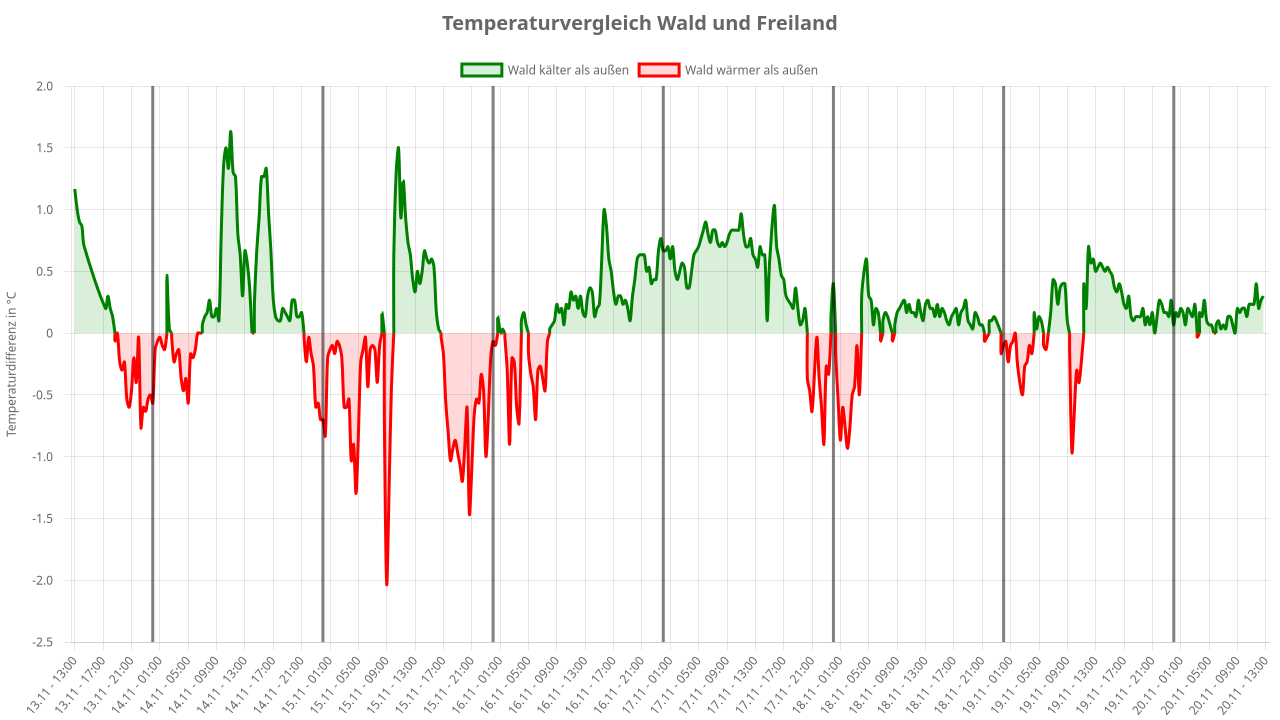 Temperaturvergleich Wald und Freiland
Wald kälter als außen
Wald wärmer als außen
Temperaturdifferenz in °C
2.0
1.5
1.0
0.5
0
-0.5
-1.0
-1.5
-2.0
-2.5
13.11 - 13:00
13.11 - 17:00
13.11 - 21:00
14.11 - 01:00
14.11 - 05:00
14.11 - 09:00
14.11 - 13:00
14.11 - 17:00
14.11 - 21:00
15.11 - 01:00
15.11 - 05:00
15.11 - 09:00
15.11 - 13:00
15.11 - 17:00
15.11 - 21:00
16.11 - 01:00
16.11 - 05:00
16.11 - 09:00
16.11 - 13:00
16.11 - 17:00
16.11 - 21:00
17.11 - 01:00
17.11 - 05:00
17.11 - 09:00
17.11 - 13:00
17.11 - 17:00
17.11 - 21:00
18.11 - 01:00
18.11 - 05:00
18.11 - 09:00
18.11 - 13:00
18.11 - 17:00
18.11 - 21:00
19.11 - 01:00
19.11 - 05:00
19.11 - 09:00
19.11 - 13:00
19.11 - 17:00
19.11 - 21:00
20.11 - 01:00
20.11 - 05:00
20.11 - 09:00
20.11 - 13:00